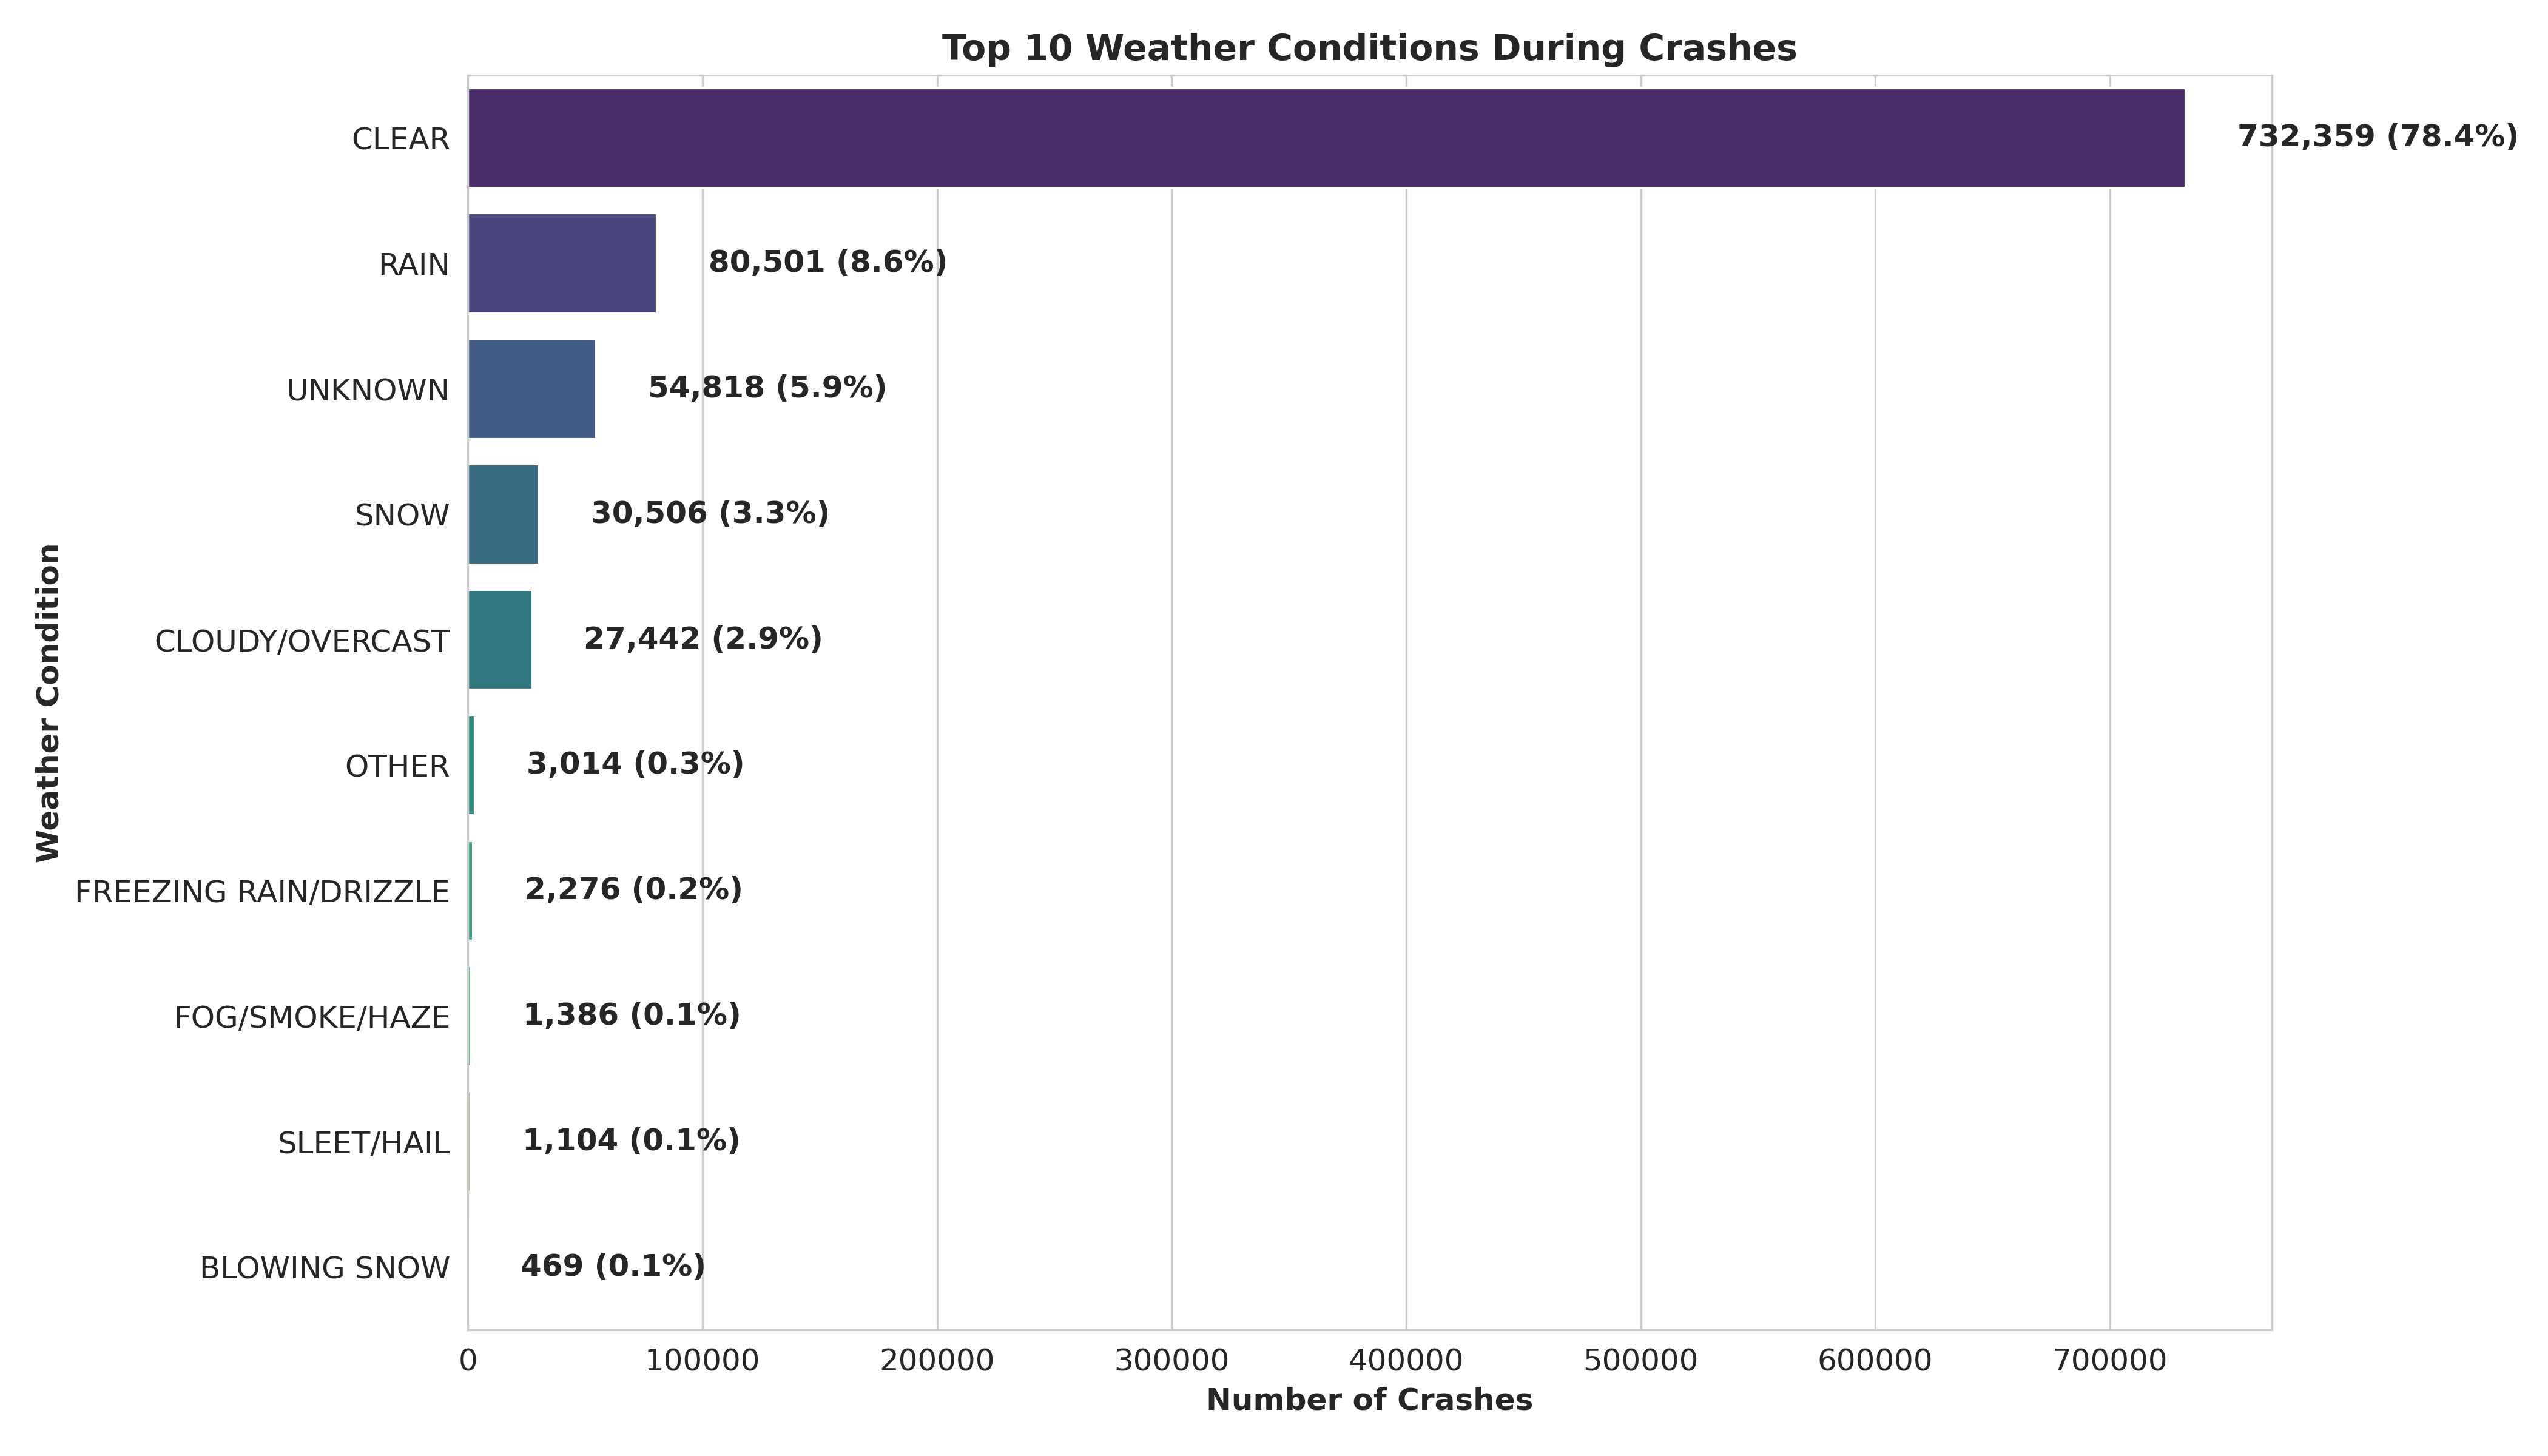 Top 10 Weather Conditions During Crashes
CLEAR 732,359 (78.4%)
RAIN 80,501 (8.6%)
UNKNOWN 54,818 (5.9%)
SNOW 30,506 (3.3%)
CLOUDY/OVERCAST 27,442 (2.9%)
OTHER 3,014 (0.3%)
FREEZING RAIN/DRIZZLE 2,276 (0.2%)
FOG/SMOKE/HAZE 1,386 (0.1%)
SLEET/HAIL 1,104 (0.1%)
BLOWING SNOW 469 (0.1%)
Weather Condition
0 100000 200000 300000 400000 500000 600000 700000
Number of Crashes